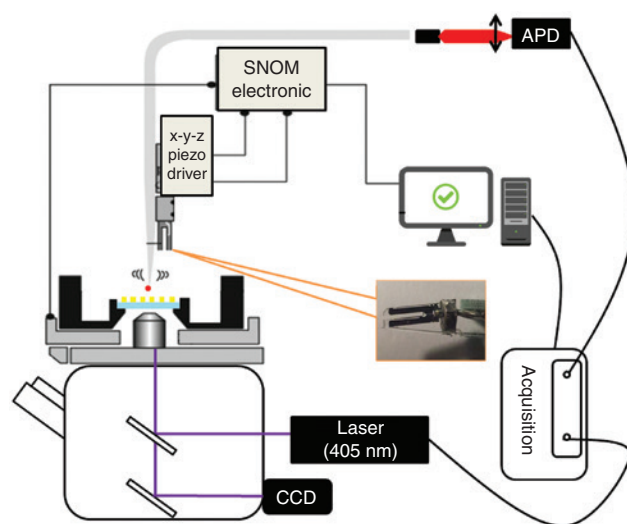 APD
SNOM
electronic
x-y-z
piezo
driver
Acquisition
Laser
(405 nm)
CCD